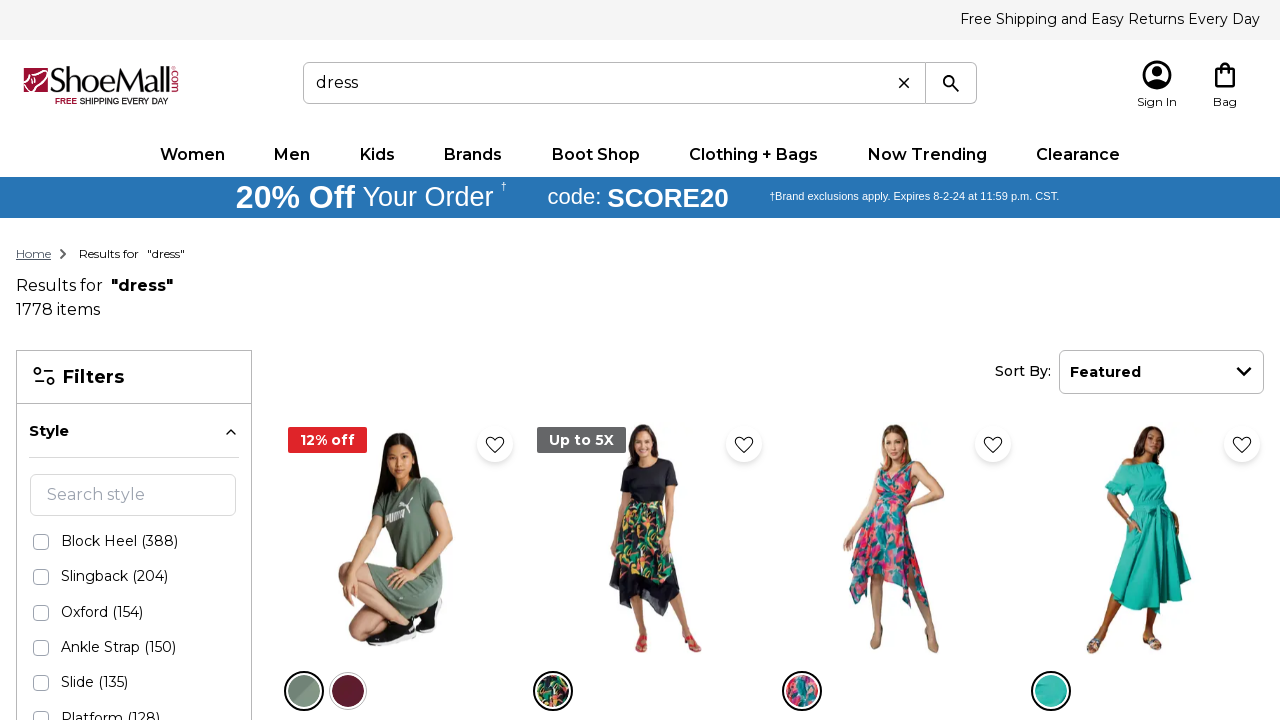 Free Shipping and Easy Returns Every Day
ShoeMall.com
FREE SHIPPING EVERY DAY
dress
Sign In
Bag
Women
Men
Kids
Brands
Boot Shop
Clothing + Bags
Now Trending
Clearance
20% Off Your Order † code: SCORE20 †Brand exclusions apply. Expires 8-2-24 at 11:59 p.m. CST.
Home
Results for "dress"
Results for "dress"
1778 items
Filters
Sort By:
Featured
Style
Search style
Block Heel (388)
Slingback (204)
Oxford (154)
Ankle Strap (150)
Slide (135)
Platform (128)
12% off
PUMA
Up to 5X